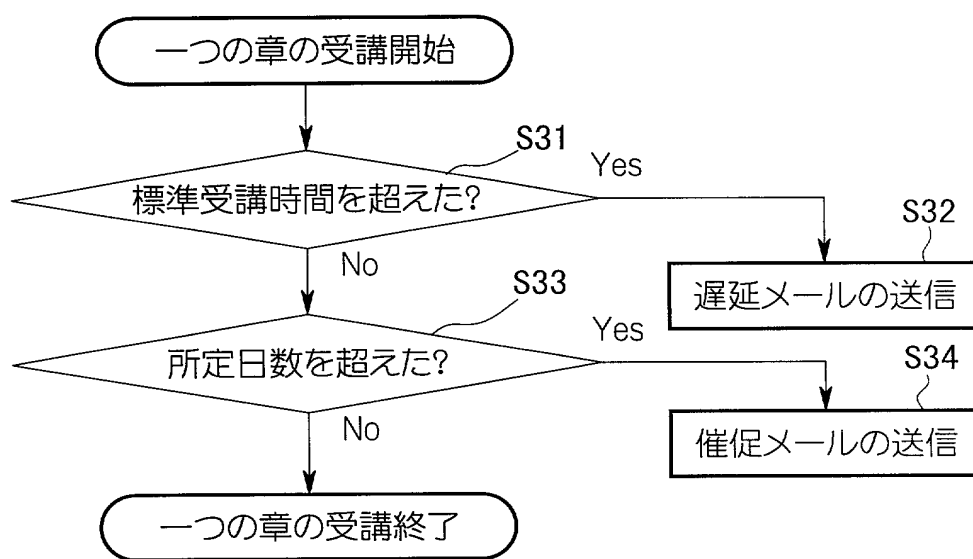 一つの章の受講開始
S31
標準受講時間を超えた?
Yes
S32
遅延メールの送信
No
S33
所定日数を超えた?
Yes
S34
催促メールの送信
No
一つの章の受講終了